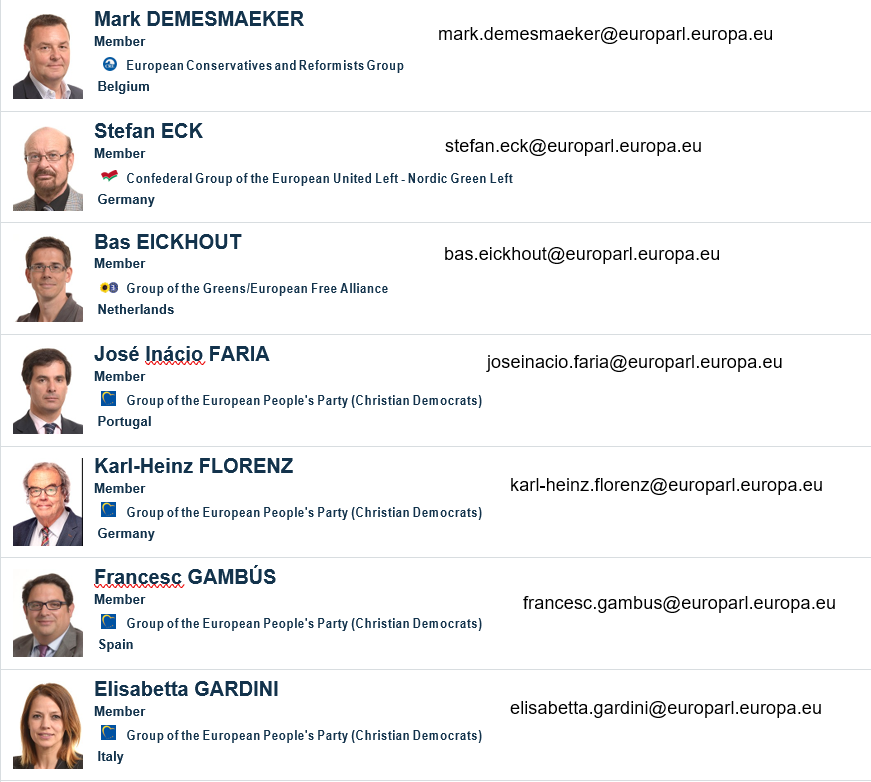 Mark DEMESMAEKER
Member
mark.demesmaeker@europarl.europa.eu
European Conservatives and Reformists Group
Belgium
Stefan ECK
Member
stefan.eck@europarl.europa.eu
Confederal Group of the European United Left - Nordic Green Left
Germany
Bas EICKHOUT
Member
bas.eickhout@europarl.europa.eu
Group of the Greens/European Free Alliance
Netherlands
José Inácio FARIA
Member
joseinacio.faria@europarl.europa.eu
Group of the European People's Party (Christian Democrats)
Portugal
Karl-Heinz FLORENZ
Member
karl-heinz.florenz@europarl.europa.eu
Group of the European People's Party (Christian Democrats)
Germany
Francesc GAMBÚS
Member
francesc.gambus@europarl.europa.eu
Group of the European People's Party (Christian Democrats)
Spain
Elisabetta GARDINI
Member
elisabetta.gardini@europarl.europa.eu
Group of the European People's Party (Christian Democrats)
Italy